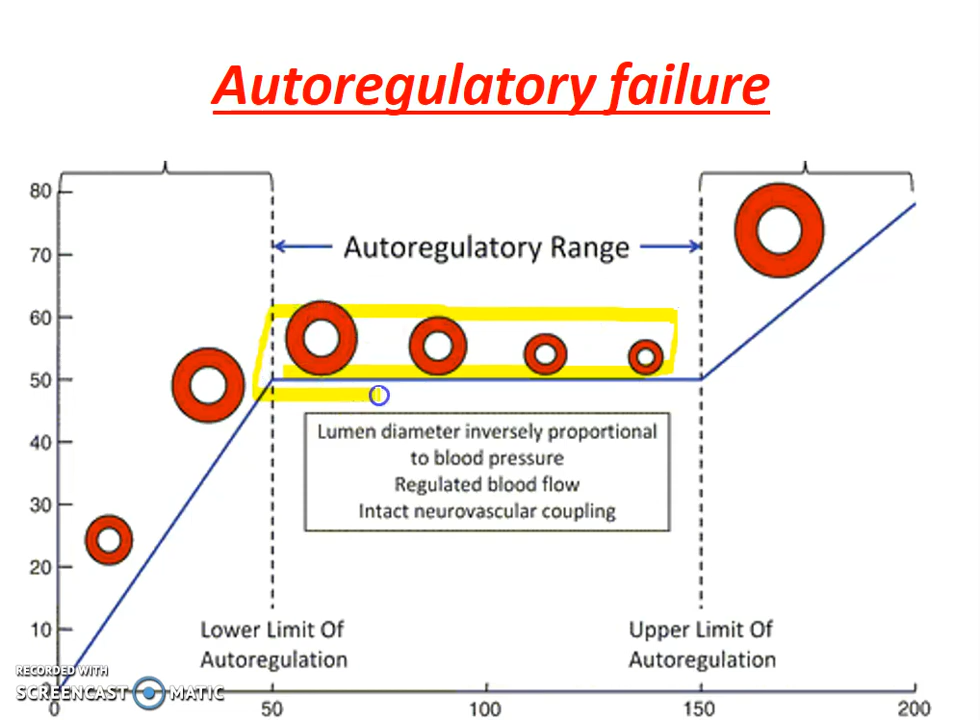 Autoregulatory failure
80
70
60
50
40
30
20
10
0
Autoregulatory Range
Lumen diameter inversely proportional
to blood pressure
Regulated blood flow
Intact neurovascular coupling
Lower Limit Of
Autoregulation
Upper Limit Of
Autoregulation
RECORDED WITH
SCREENCAST MATIC
0
50
100
150
200